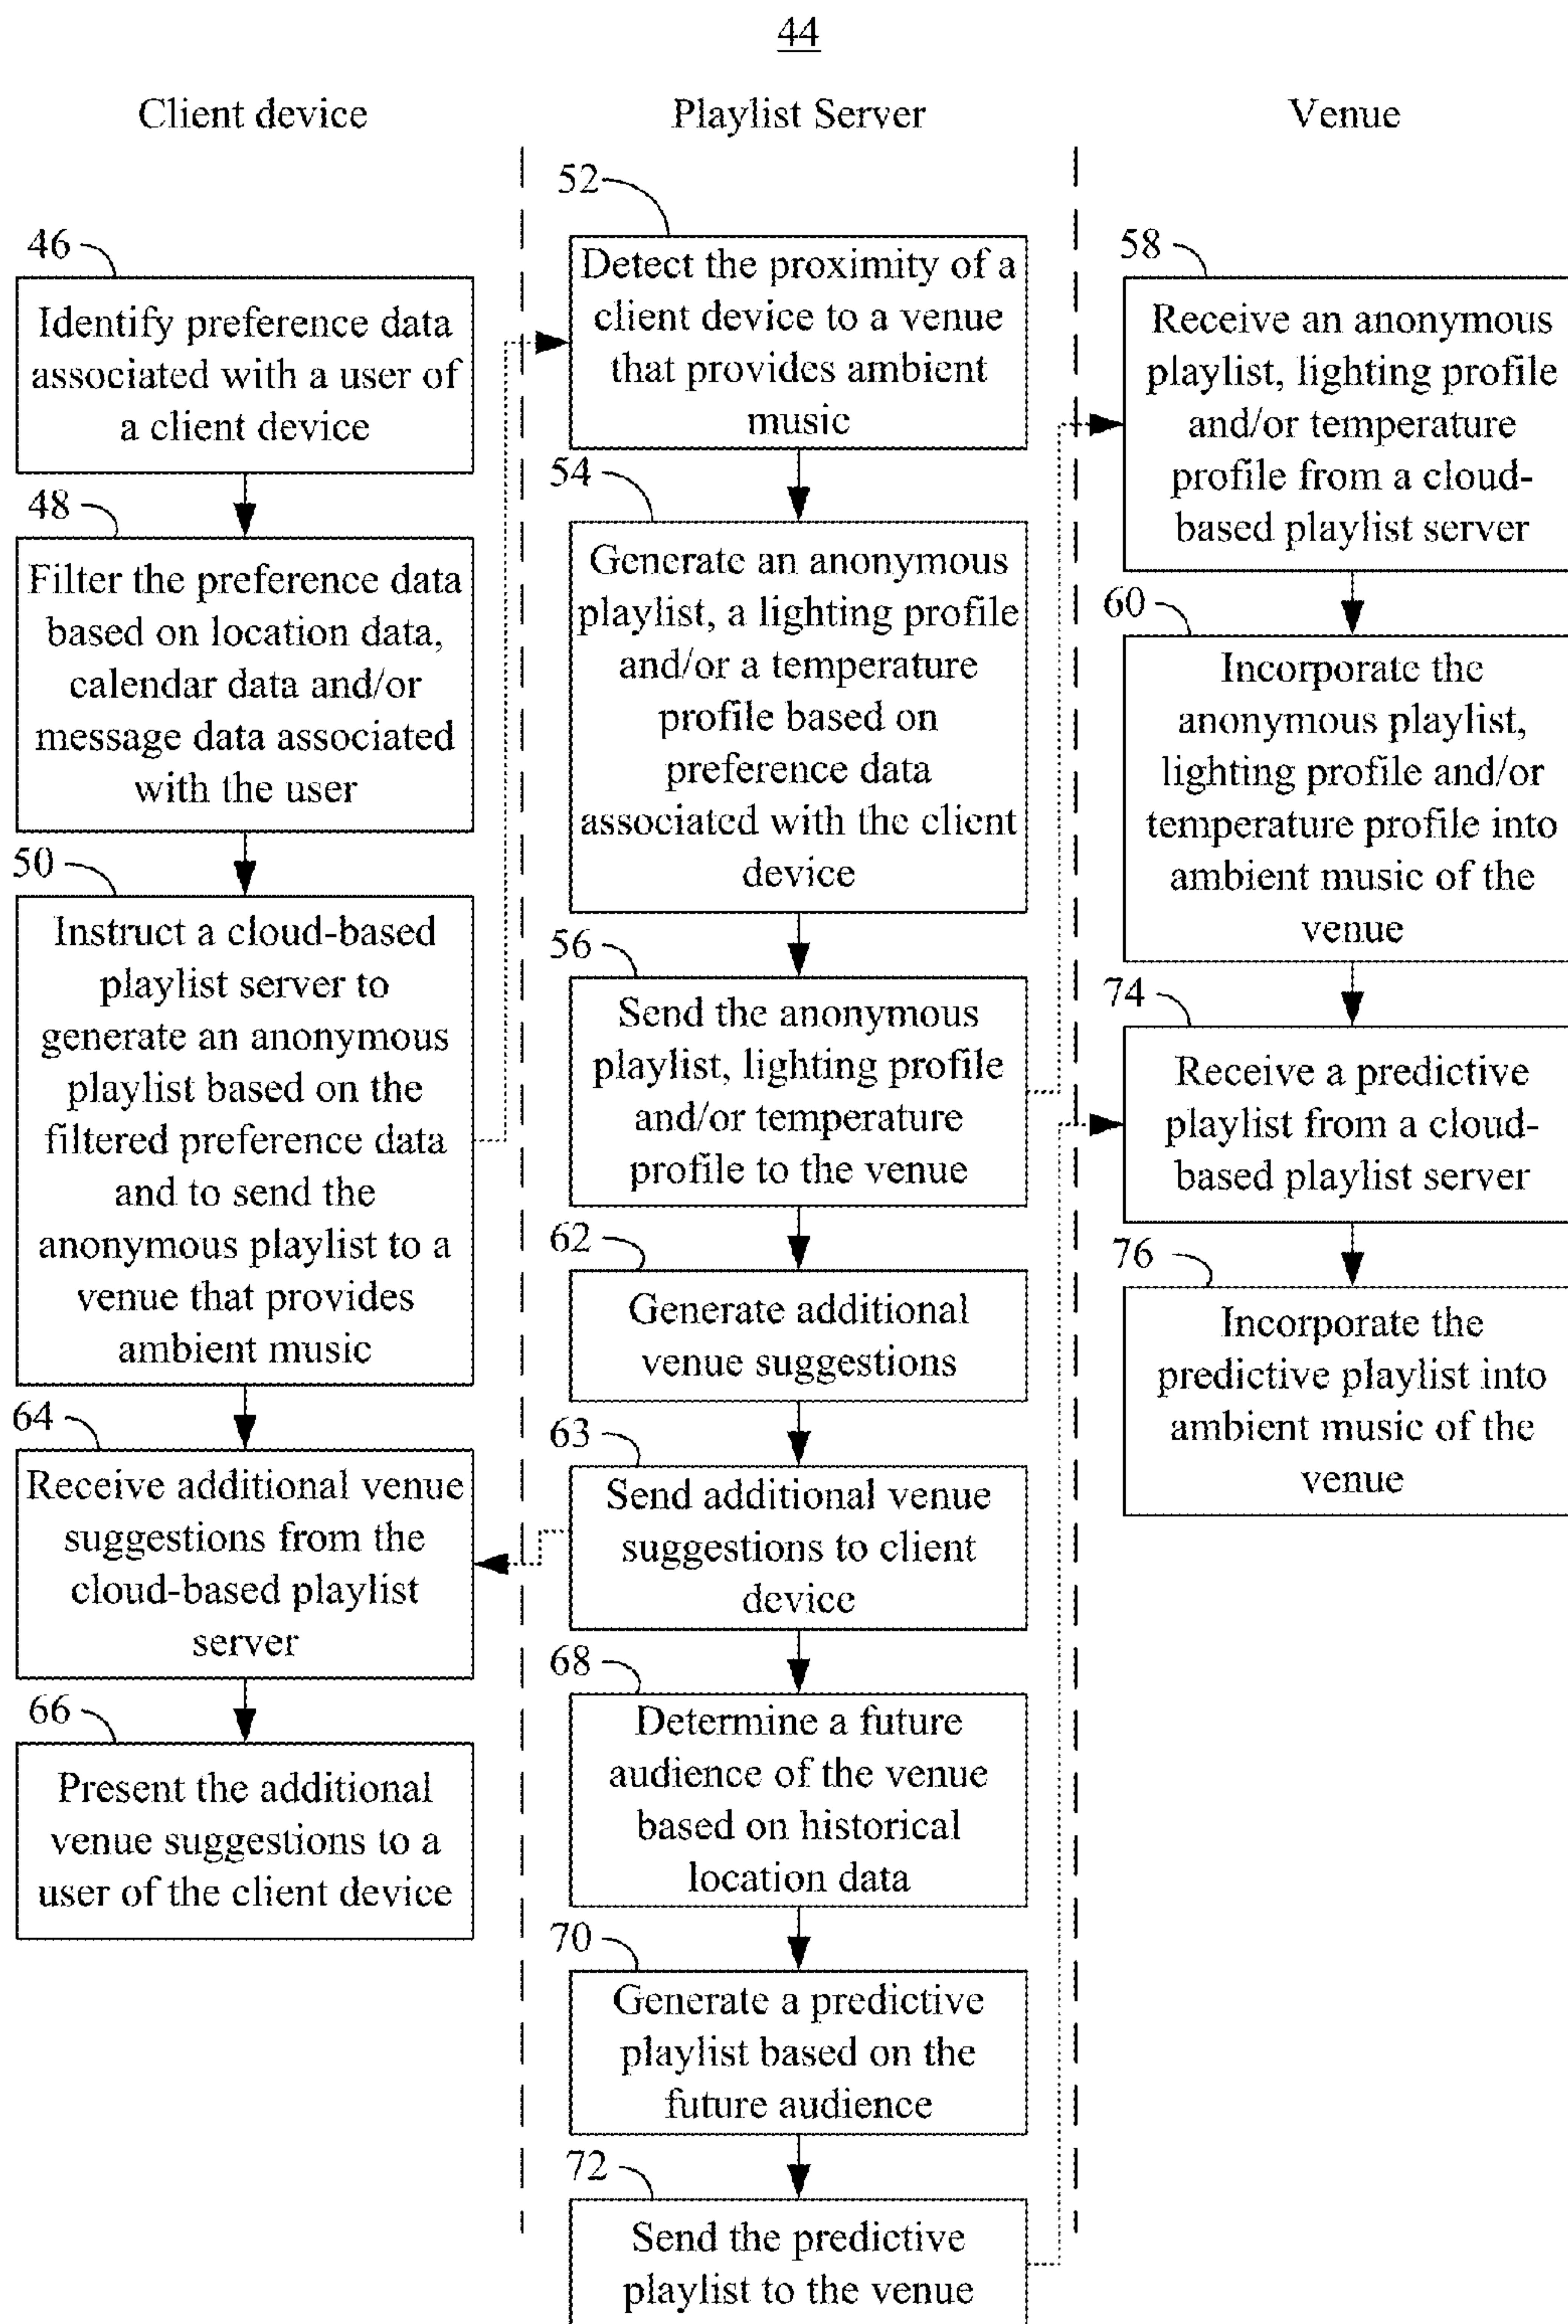 44
Client device
Playlist Server
Venue
46
Identify preference data
associated with a user of
a client device
48
Filter the preference data
based on location data,
calendar data and/or
message data associated
with the user
50
Instruct a cloud-based
playlist server to
generate an anonymous
playlist based on the
filtered preference data
and to send the
anonymous playlist to a
venue that provides
ambient music
64
Receive additional venue
suggestions from the
cloud-based playlist
server
66
Present the additional
venue suggestions to a
user of the client device
52
Detect the proximity of a
client device to a venue
that provides ambient
music
54
Generate an anonymous
playlist, a lighting profile
and/or a temperature
profile based on
preference data
associated with the client
device
56
Send the anonymous
playlist, lighting profile
and/or temperature
profile to the venue
62
Generate additional
venue suggestions
63
Send additional venue
suggestions to client
device
68
Determine a future
audience of the venue
based on historical
location data
70
Generate a predictive
playlist based on the
future audience
72
Send the predictive
playlist to the venue
58
Receive an anonymous
playlist, lighting profile
and/or temperature
profile from a cloud-
based playlist server
60
Incorporate the
anonymous playlist,
lighting profile and/or
temperature profile into
ambient music of the
venue
74
Receive a predictive
playlist from a cloud-
based playlist server
76
Incorporate the
predictive playlist into
ambient music of the
venue